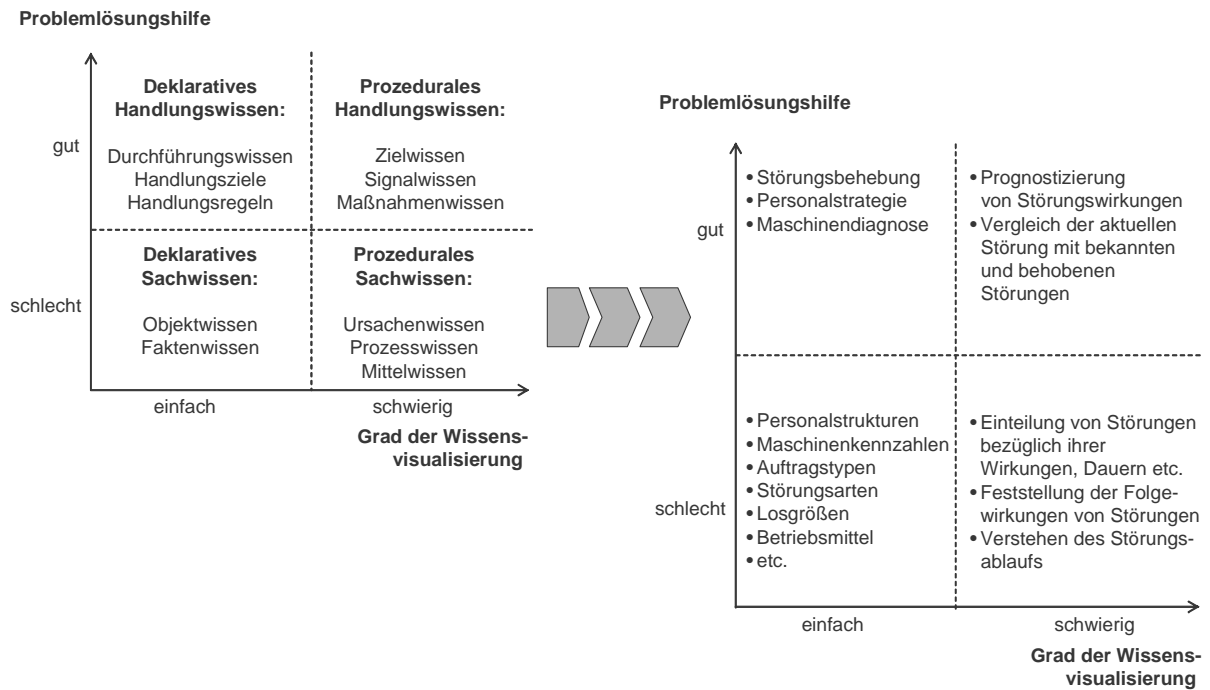 Problemlösungshilfe
gut
schlecht
Deklaratives
Handlungswissen:
Durchführungswissen
Handlungsziele
Handlungsregeln
Prozedurales
Handlungswissen:
Zielwissen
Signalwissen
Maßnahmenwissen
Deklaratives
Sachwissen:
Objektwissen
Faktenwissen
Prozedurales
Sachwissen:
Ursachenwissen
Prozesswissen
Mittelwissen
einfach
schwierig
Grad der Wissens-
visualisierung
Problemlösungshilfe
gut
schlecht
• Störungsbehebung
• Personalstrategie
• Maschinendiagnose
• Prognostizierung
von Störungswirkungen
• Vergleich der aktuellen
Störung mit bekannten
und behobenen
Störungen
• Personalstrukturen
• Maschinenkennzahlen
• Auftragstypen
• Störungsarten
• Losgrößen
• Betriebsmittel
• etc.
• Einteilung von Störungen
bezüglich ihrer
Wirkungen, Dauern etc.
• Feststellung der Folge-
wirkungen von Störungen
• Verstehen des Störungs-
ablaufs
einfach
schwierig
Grad der Wissens-
visualisierung